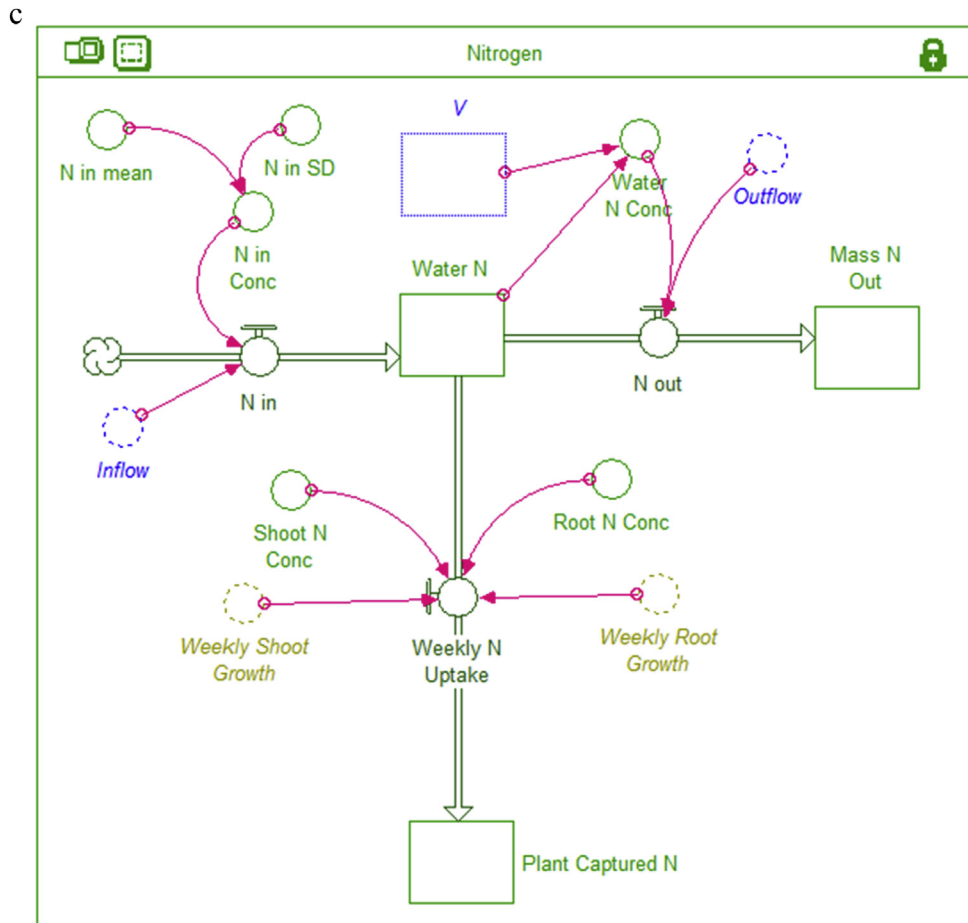 c
Nitrogen
V
N in mean
N in SD
Water
N Conc
Outflow
N in
Conc
Water N
Mass N
Out
N in
N out
Inflow
Shoot N
Conc
Root N Conc
Weekly Shoot
Growth
Weekly N
Uptake
Weekly Root
Growth
Plant Captured N